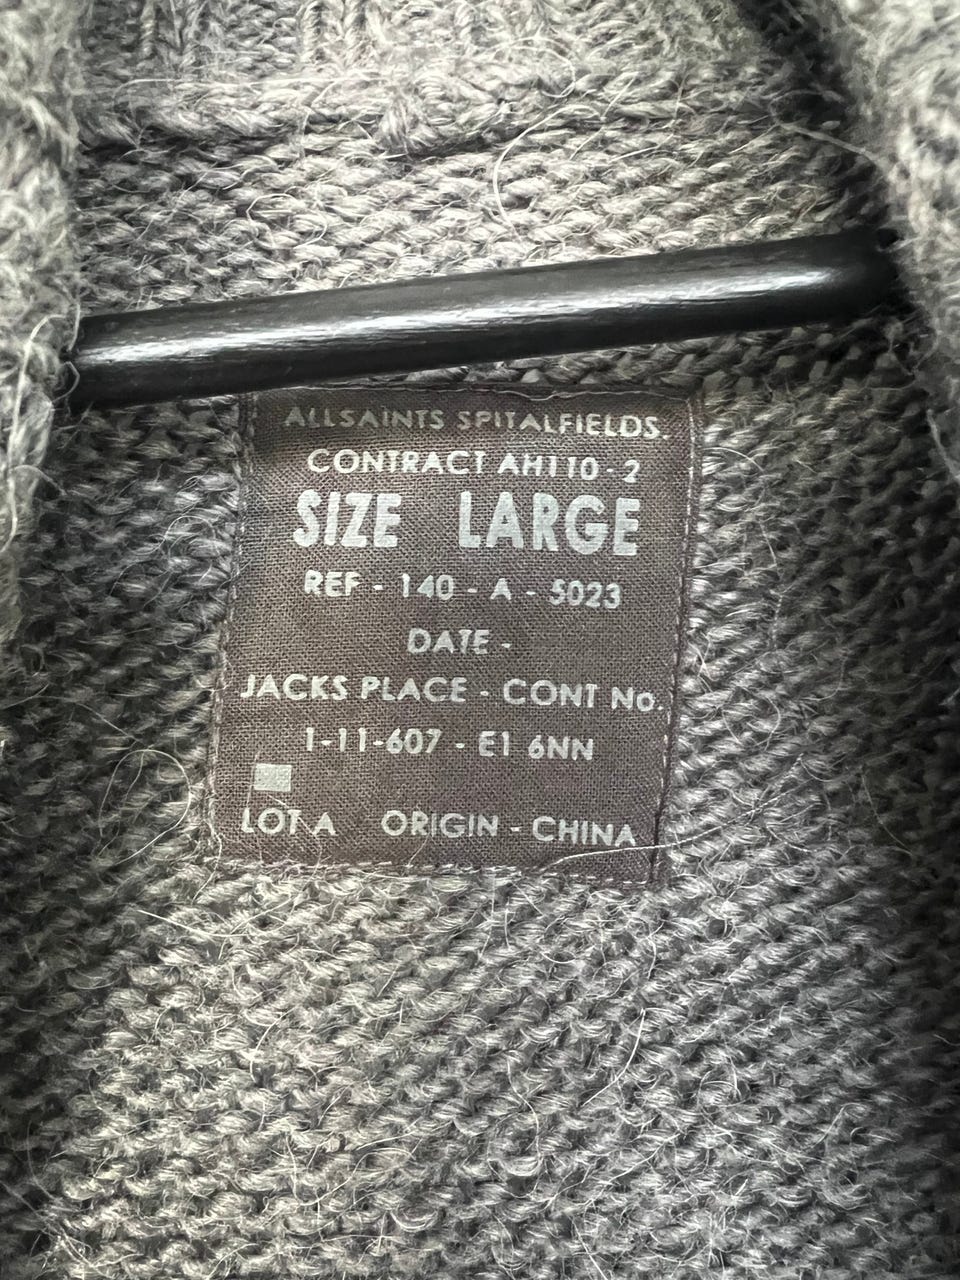 ALLSAINTS SPITALFIELDS.
CONTRACT AH110 - 2
SIZE LARGE
REF - 140 - A - 5023
DATE -
JACKS PLACE - CONT No.
1-11-607 - E1 6NN
LOT A ORIGIN - CHINA